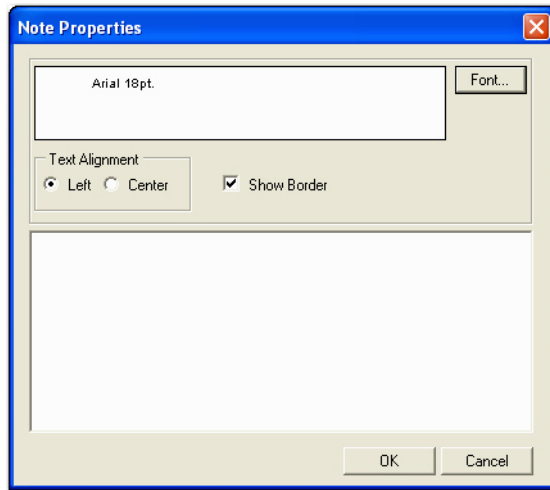 Note Properties
Arial 18pt.
Font...
Text Alignment
Left Center Show Border
OK Cancel